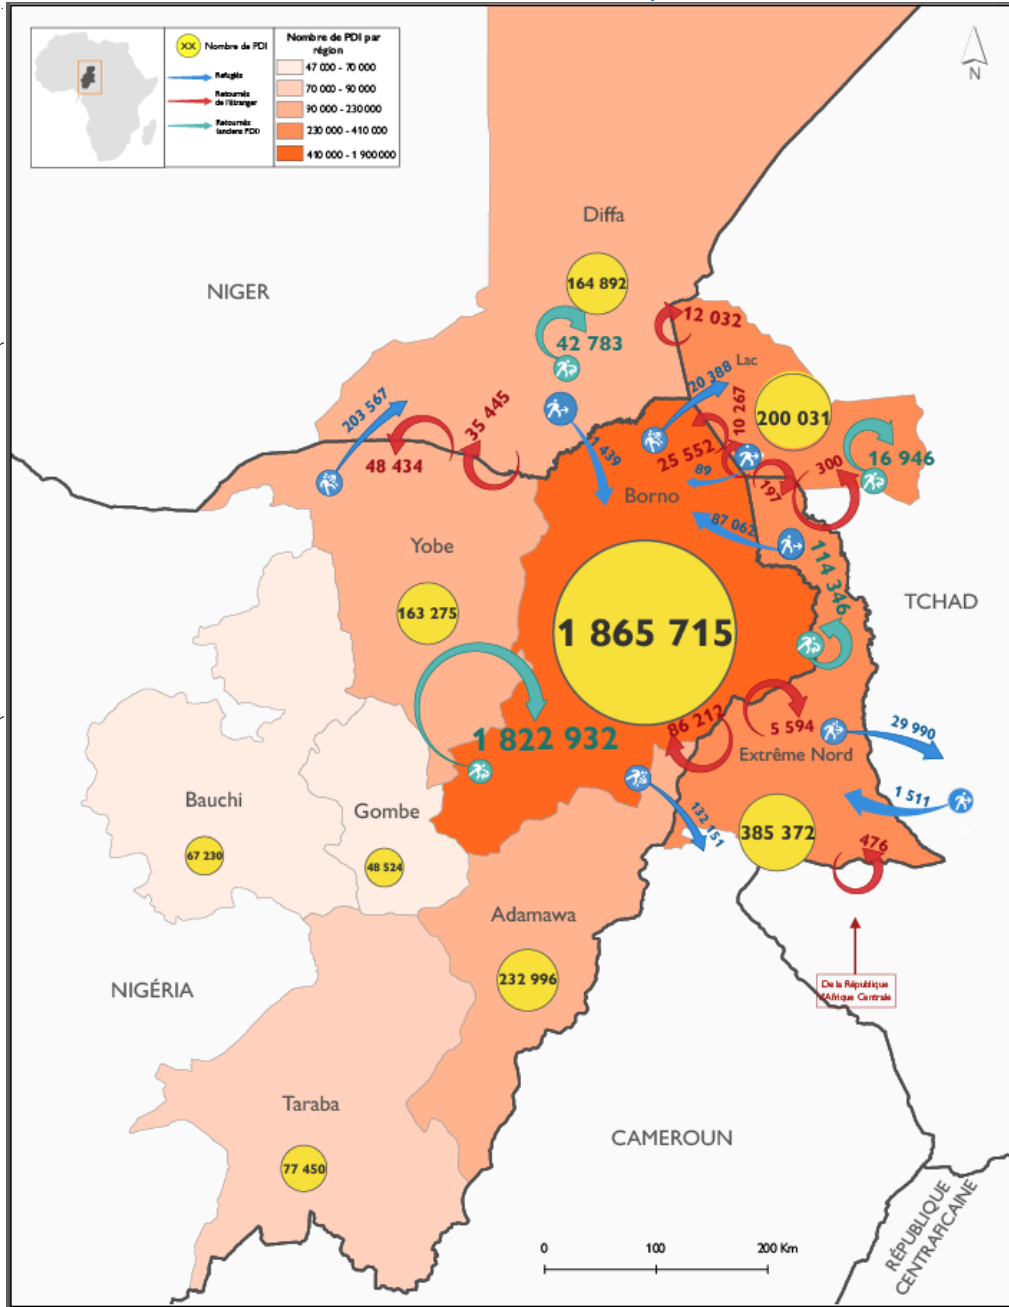 XX Nombre de PDI
Refugiés
Retournés
de l'étranger
Retournés
(anciens PDI)
Nombre de PDI par
région
47 000 - 70 000
70 000 - 90 000
90 000 - 230 000
230 000 - 410 000
410 000 - 1 900 000
N
Diffa
NIGER
164 892
12 032
42 783
Lac
20 388
203 567
35 445
10 267
200 031
48 434
439
25 552
89
300
16 946
197
Borno
87 062
Yobe
114 346
TCHAD
163 275
1 865 715
86 212
5 594
1 822 932
29 990
Extrême Nord
Bauchi
Gombe
1 511
132 151
385 372
476
67 230
48 524
Adamawa
232 996
NIGÉRIA
De la République
d'Afrique Centrale
Taraba
CAMEROUN
77 450
RÉPUBLIQUE
CENTRAFICAINE
0 100 200 Km